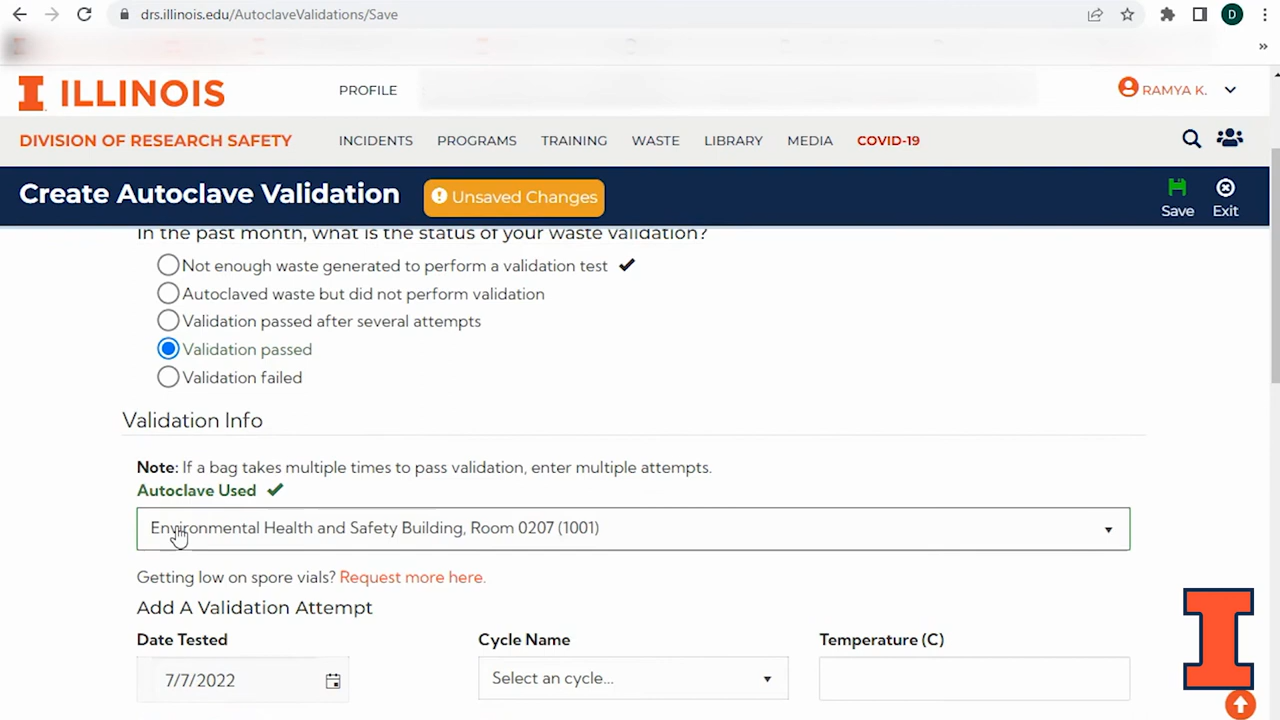 drs.illinois.edu/AutoclaveValidations/Save
D
ILLINOIS
PROFILE
RAMYA K.
DIVISION OF RESEARCH SAFETY
INCIDENTS PROGRAMS TRAINING WASTE LIBRARY MEDIA COVID-19
Create Autoclave Validation
Unsaved Changes
Save Exit
In the past month, what is the status of your waste validation?
Not enough waste generated to perform a validation test
Autoclaved waste but did not perform validation
Validation passed after several attempts
Validation passed
Validation failed
Validation Info
Note: If a bag takes multiple times to pass validation, enter multiple attempts.
Autoclave Used
Environmental Health and Safety Building, Room 0207 (1001)
Getting low on spore vials? Request more here.
Add A Validation Attempt
Date Tested Cycle Name Temperature (C)
7/7/2022 Select an cycle...